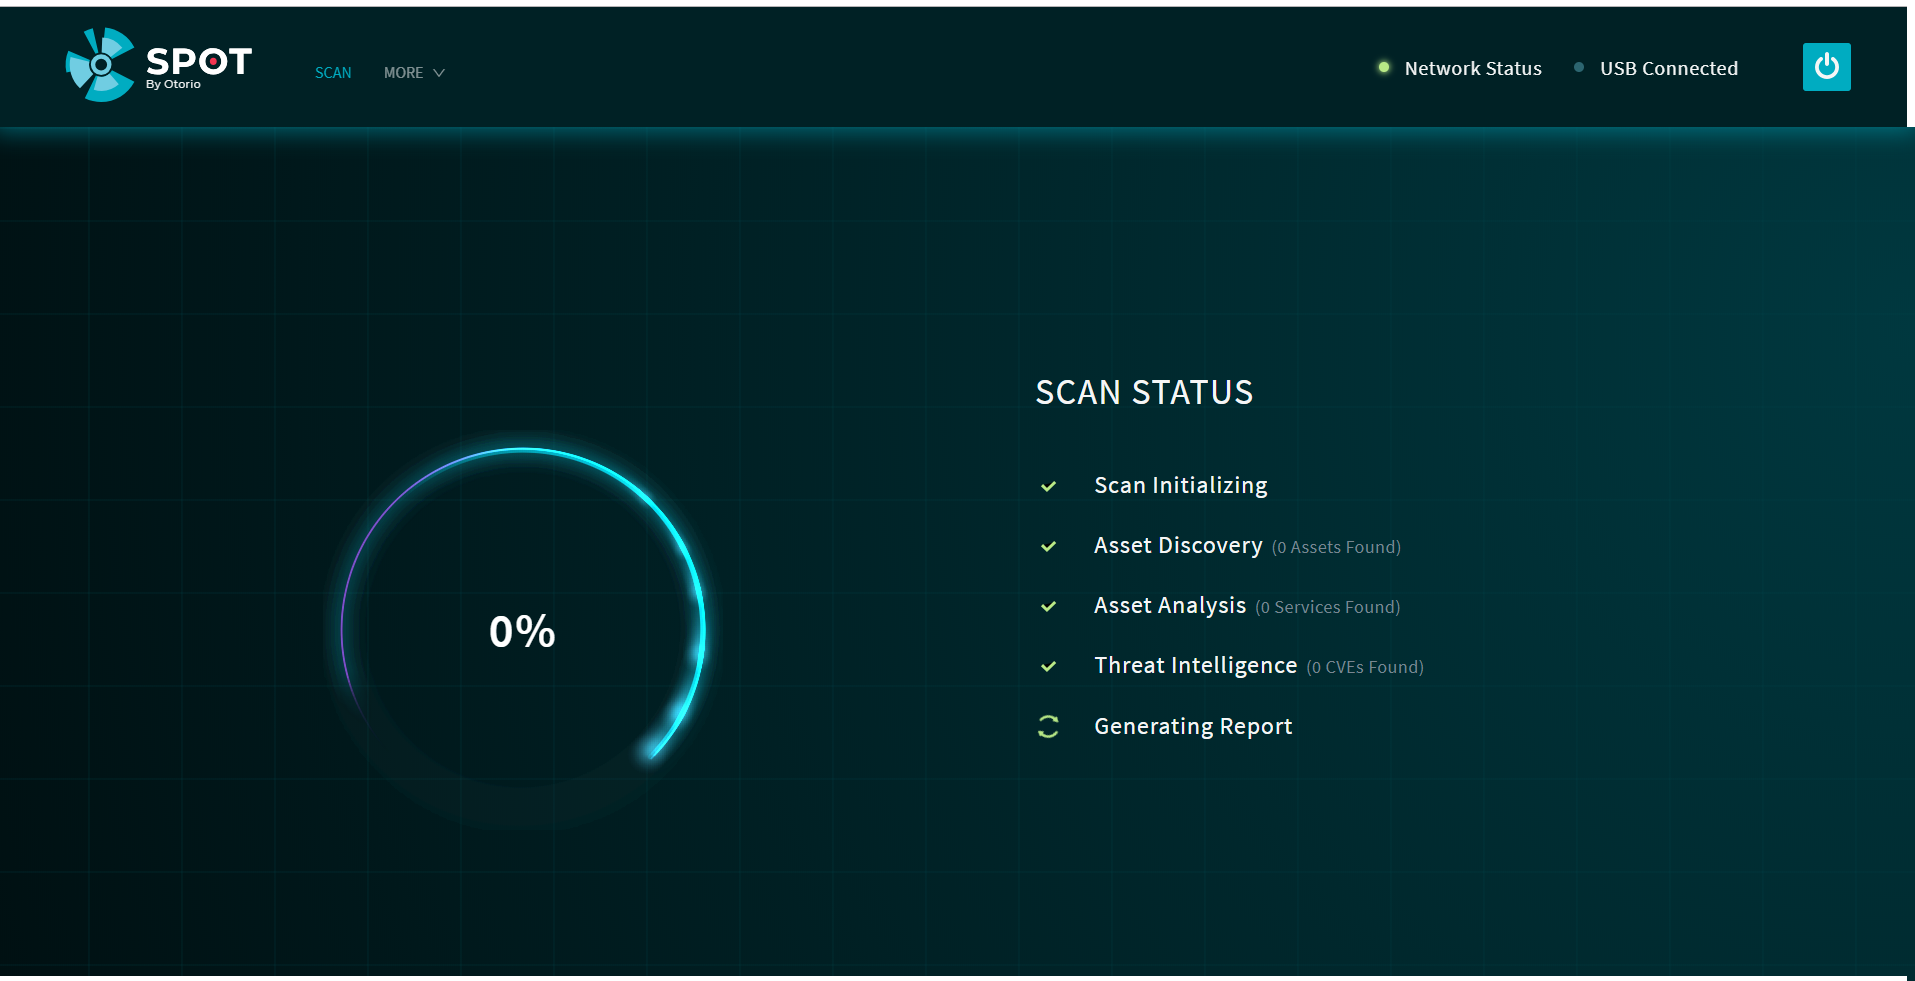 SPOT
By Otorio
SCAN MORE
Network Status USB Connected
SCAN STATUS
Scan Initializing
Asset Discovery (0 Assets Found)
Asset Analysis (0 Services Found)
Threat Intelligence (0 CVEs Found)
Generating Report
0%